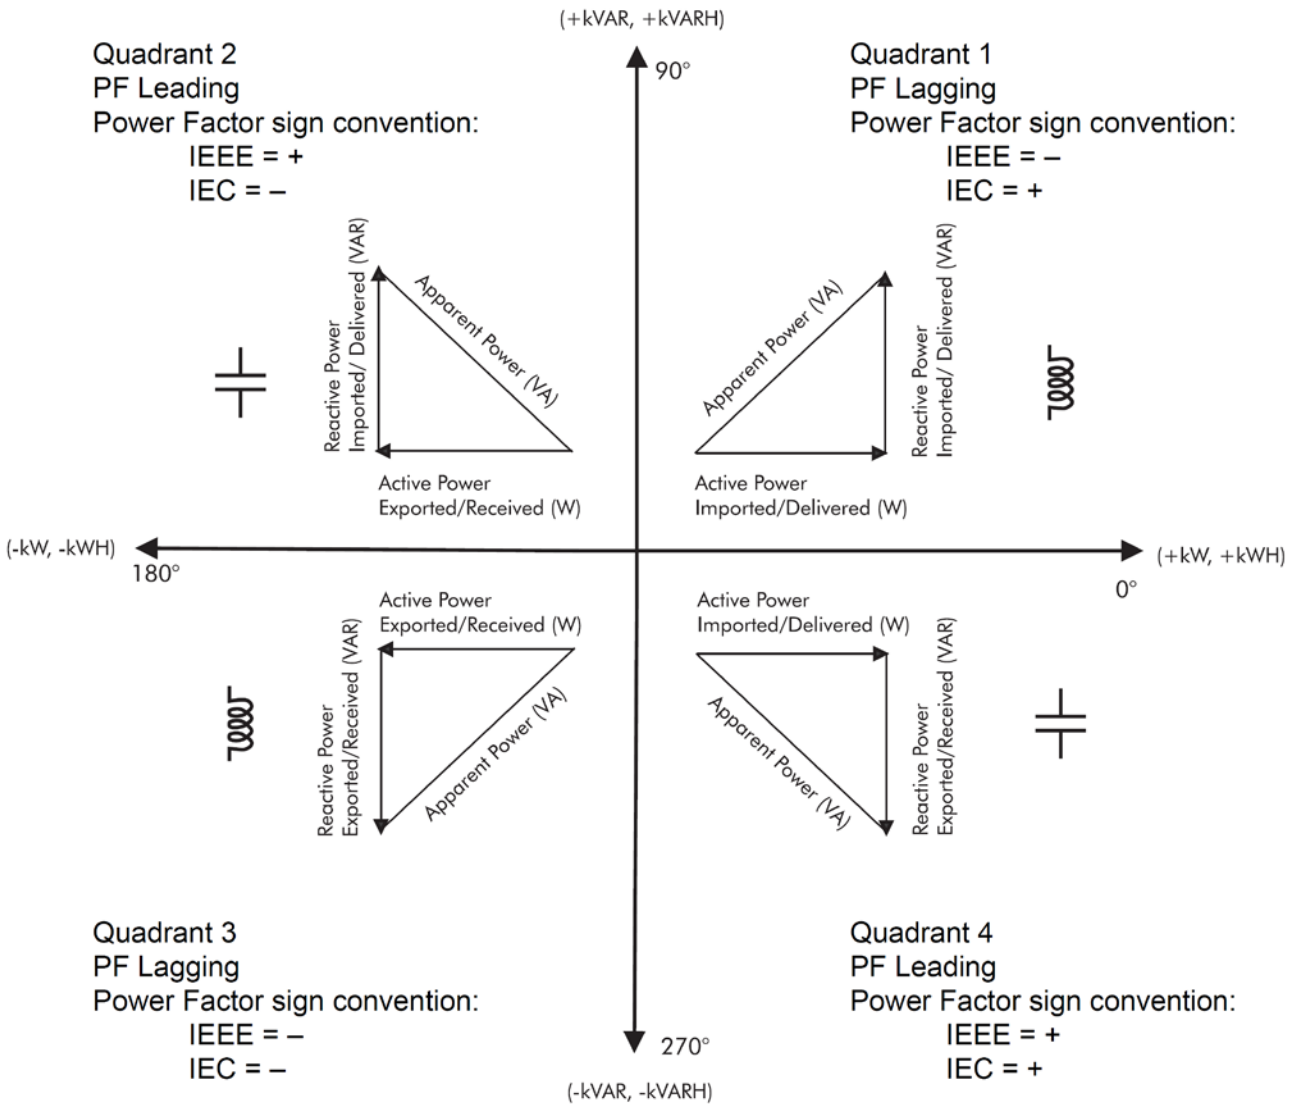 (+kVAR, +kVARH)
90°
Quadrant 2
PF Leading
Power Factor sign convention:
IEEE = +
IEC = –
Quadrant 1
PF Lagging
Power Factor sign convention:
IEEE = –
IEC = +
Reactive Power
Imported/ Delivered (VAR)
Apparent Power (VA)
Active Power
Exported/Received (W)
Apparent Power (VA)
Reactive Power
Imported/ Delivered (VAR)
Active Power
Imported/Delivered (W)
(-kW, -kWH)
180°
(+kW, +kWH)
0°
Active Power
Exported/Received (W)
Reactive Power
Exported/Received (VAR)
Apparent Power (VA)
Active Power
Imported/Delivered (W)
Apparent Power (VA)
Reactive Power
Exported/Received (VAR)
Quadrant 3
PF Lagging
Power Factor sign convention:
IEEE = –
IEC = –
Quadrant 4
PF Leading
Power Factor sign convention:
IEEE = +
IEC = +
270°
(-kVAR, -kVARH)